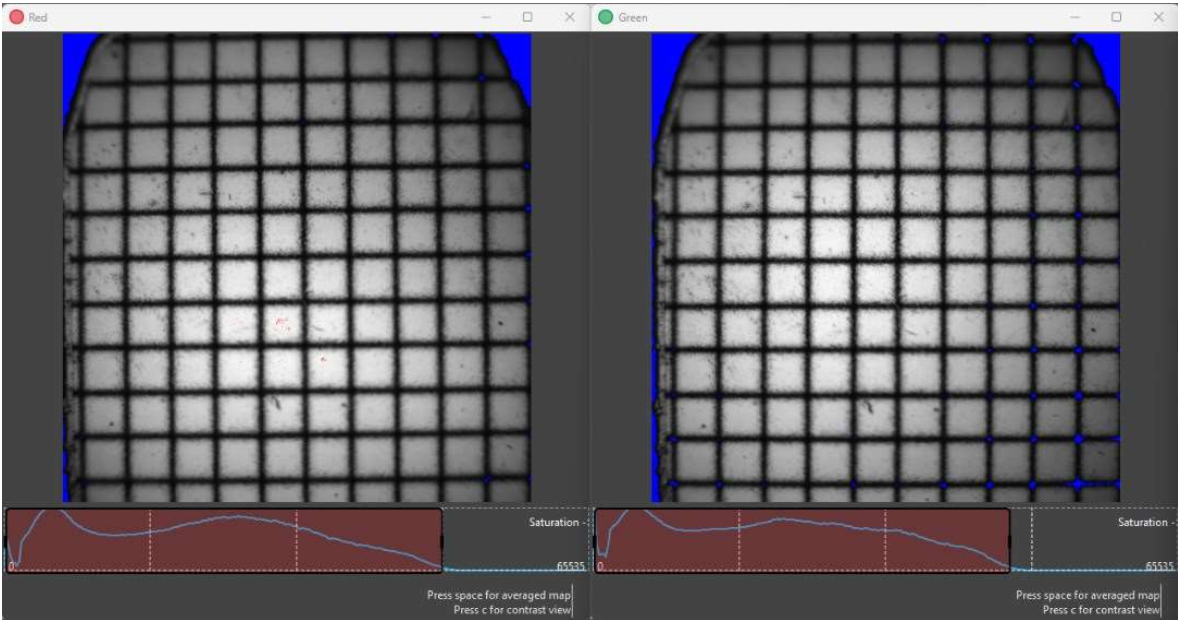 Red
Green
Saturation -
0
65535
Press space for averaged map
Press c for contrast view
Saturation -
0
65535
Press space for averaged map
Press c for contrast view